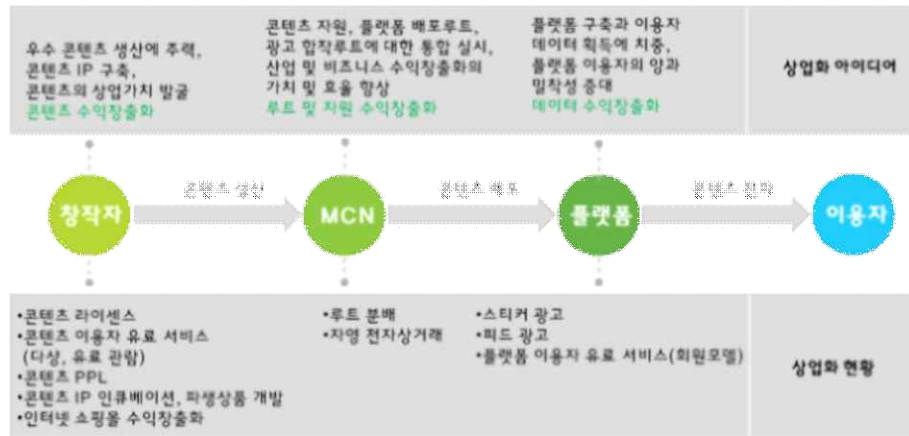 우수 콘텐츠 생산에 주력,
콘텐츠 IP 구축,
콘텐츠의 상업가치 발굴
콘텐츠 수익창출화
콘텐츠 자원, 플랫폼 배포루트,
광고 합작루트에 대한 통합 실시,
산업 및 비즈니스 수익창출화의
가치 및 효율 향상
루트 및 자원 수익창출화
플랫폼 구축과 이용자
데이터 획득에 치중,
플랫폼 이용자의 양과
밀착성 증대
데이터 수익창출화
상업화 아이디어
창작자
콘텐츠 생산
MCN
콘텐츠 배포
플랫폼
콘텐츠 전파
이용자
•콘텐츠 라이센스
•콘텐츠 이용자 유료 서비스
(다상, 유료 관람)
•콘텐츠 PPL
•콘텐츠 IP 인큐베이션, 파생상품 개발
•인터넷 쇼핑몰 수익창출화
•루트 분배
•자영 전자상거래
•스티커 광고
•피드 광고
•플랫폼 이용자 유료 서비스(회원모델)
상업화 현황